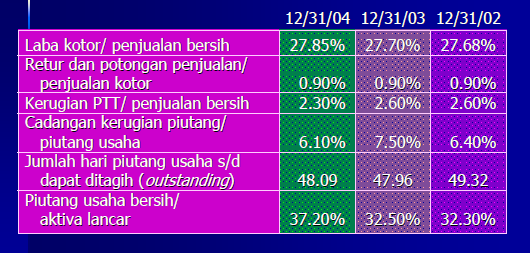 12/31/04 12/31/03 12/31/02
Laba kotor/ penjualan bersih 27.85% 27.70% 27.68%
Retur dan potongan penjualan/
penjualan kotor 0.90% 0.90% 0.90%
Kerugian PTT/ penjualan bersih 2.30% 2.60% 2.60%
Cadangan kerugian piutang/
piutang usaha 6.10% 7.50% 6.40%
Jumlah hari piutang usaha s/d
dapat ditagih (outstanding) 48.09 47.96 49.32
Piutang usaha bersih/
aktiva lancar 37.20% 32.50% 32.30%